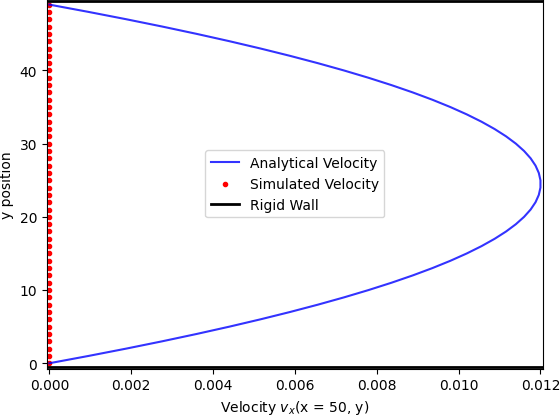 40
30
20
10
0
y position
Analytical Velocity
Simulated Velocity
Rigid Wall
0.000 0.002 0.004 0.006 0.008 0.010 0.012
Velocity vₓ(x = 50, y)